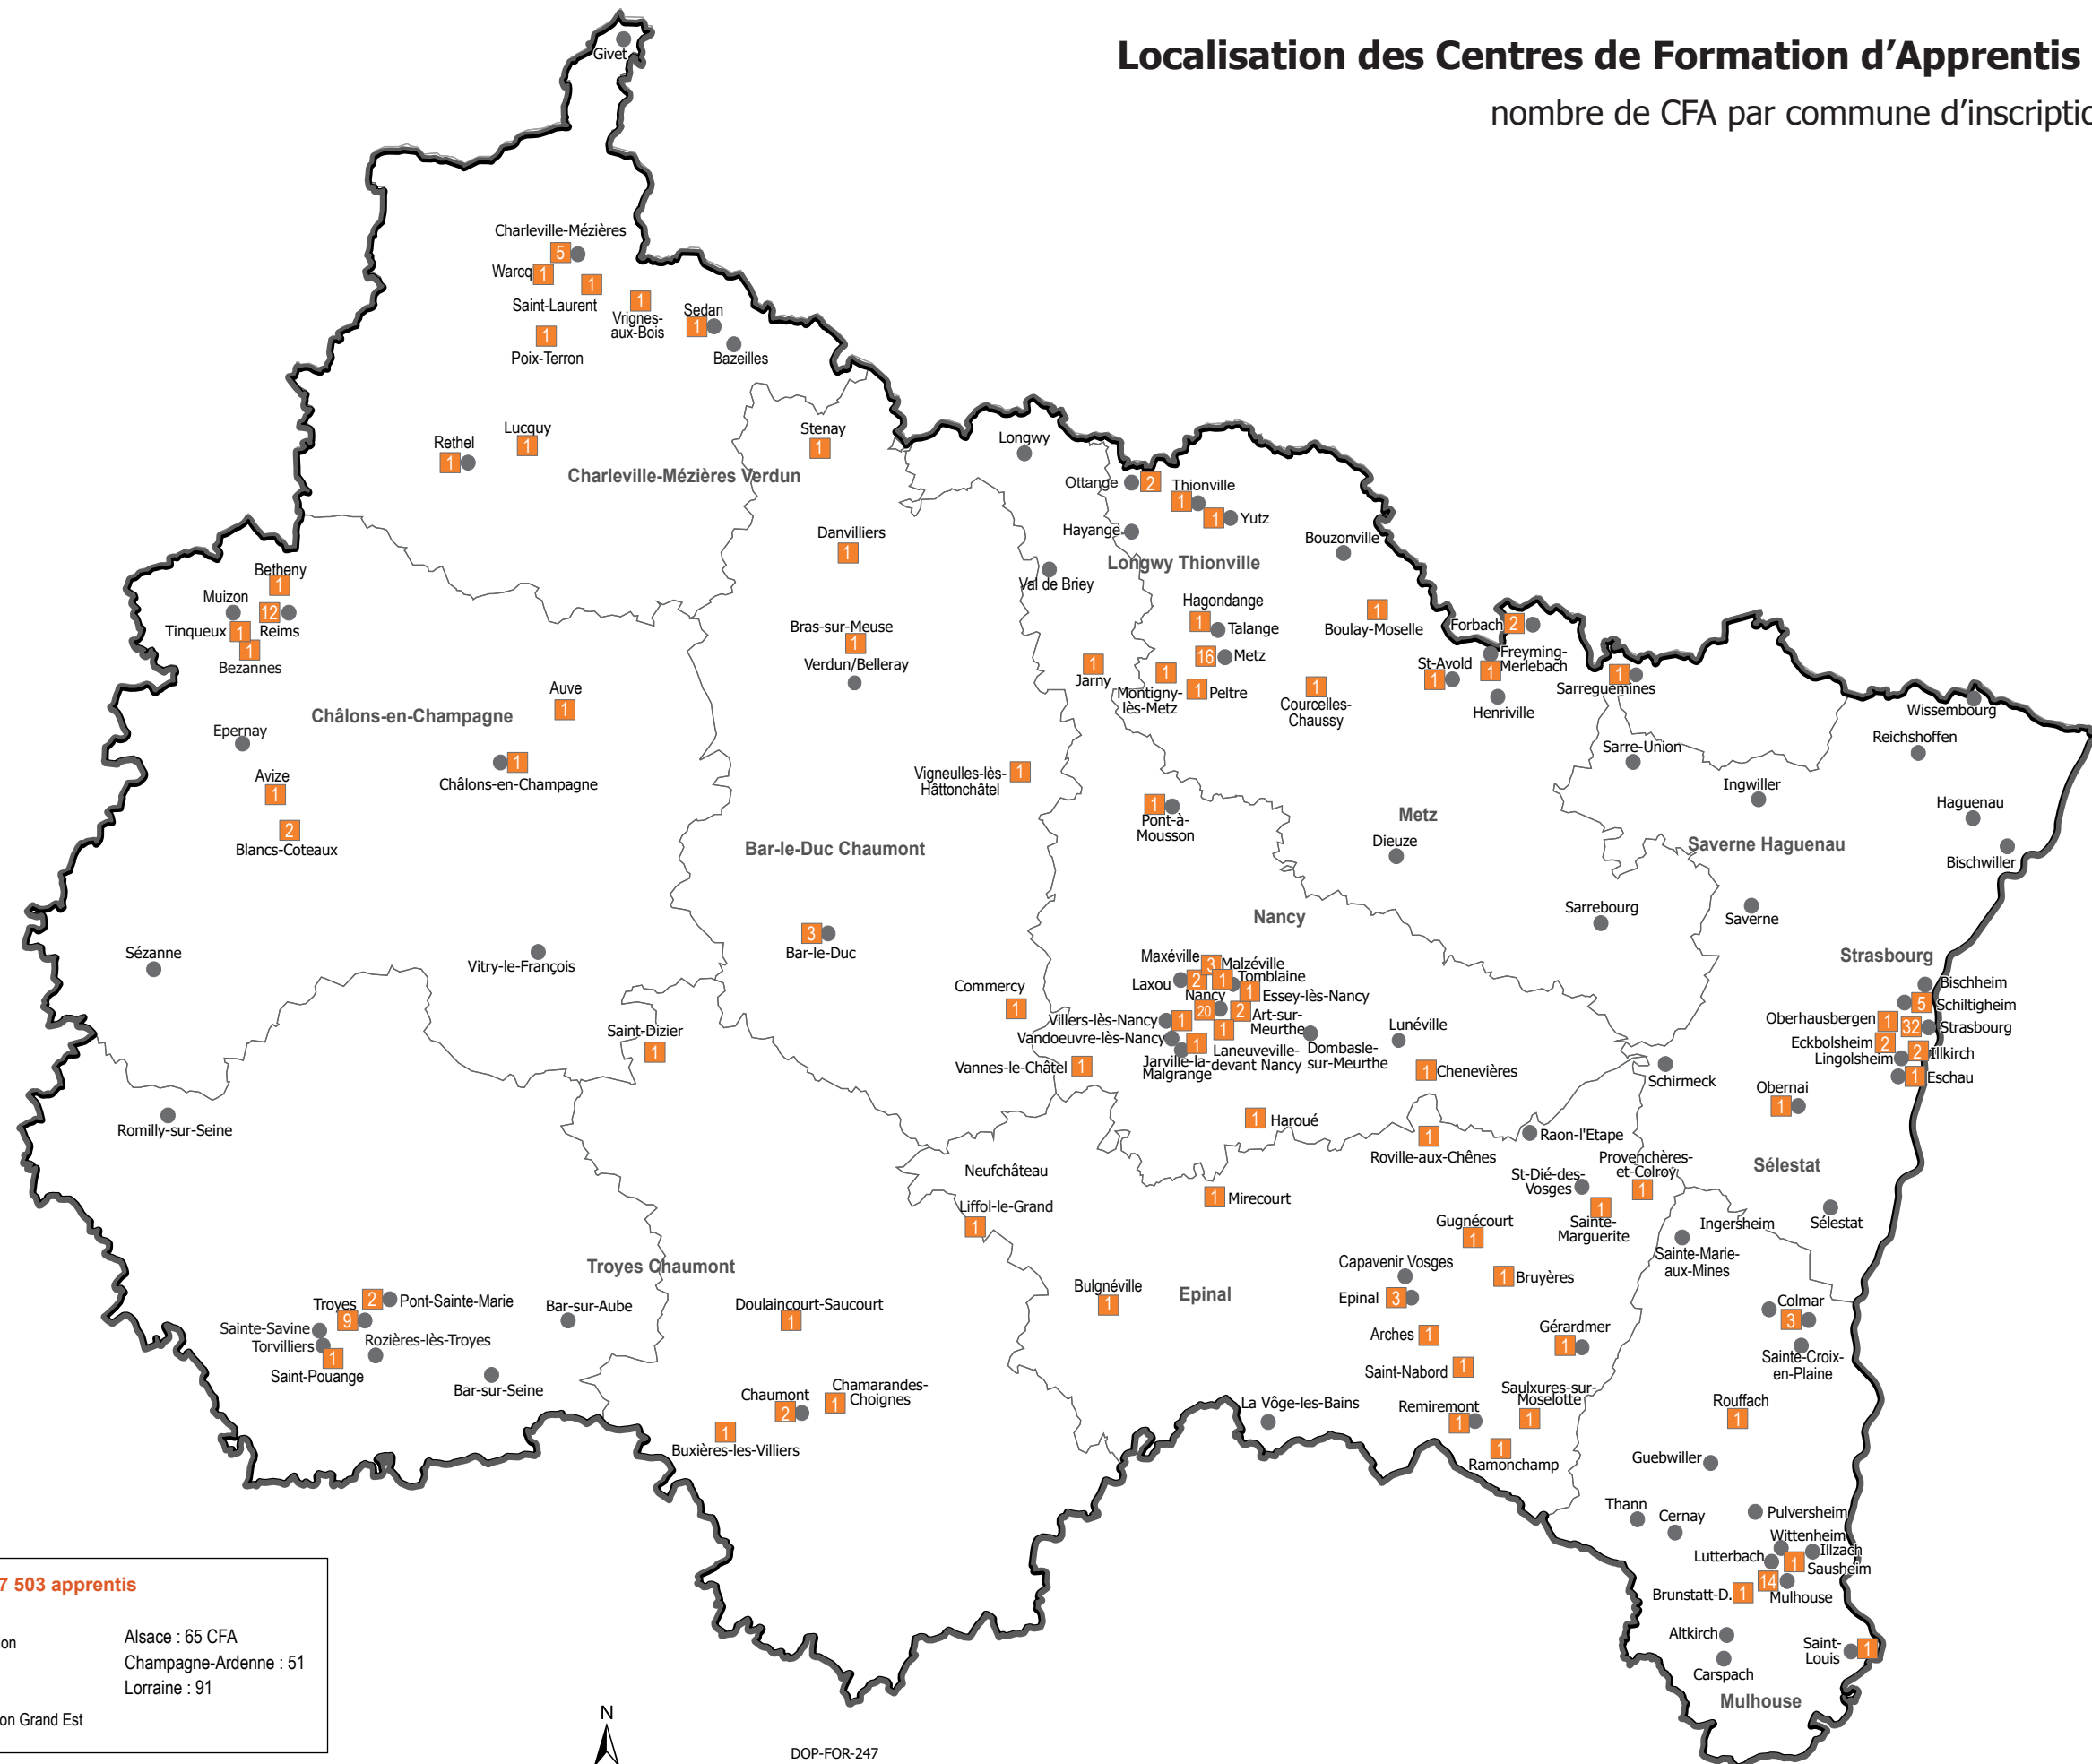 Localisation des Centres de Formation d'Apprentis
nombre de CFA par commune d'inscriptio
Givet
Charleville-Mézières
5
Warcq
1
1
Saint-Laurent
1
Vrignes-
aux-Bois
Sedan
1
Bazeilles
1
Poix-Terron
Rethel
1
Lucquy
1
Charleville-Mézières Verdun
Stenay
1
Longwy
Ottange
2
Thionville
1
1
Yutz
Hayange
Danvilliers
1
Longwy Thionville
Bouzonville
Val de Briey
Betheny
1
Muizon
12
Tinqueux
1
Reims
1
Bezannes
Hagondange
1
Talange
16
Metz
1
Boulay-Moselle
Forbach
2
Bras-sur-Meuse
1
Verdun/Belleray
1
Jarny
1
Montigny-
lès-Metz
1
Peltre
1
Courcelles-
Chaussy
St-Avold
1
Freyming-
Merlebach
1
Henriville
1
Sarreguemines
Wissembourg
Reichshoffen
Auve
1
Châlons-en-Champagne
Epernay
1
Châlons-en-Champagne
Avize
1
2
Blancs-Coteaux
Vigneulles-lès-
Hâttonchâtel
1
Sarre-Union
Ingwiller
Haguenau
Bischwiller
Saverne Haguenau
1
Pont-à-
Mousson
Metz
Dieuze
Bar-le-Duc Chaumont
Nancy
Sarrebourg
Saverne
Strasbourg
3
Bar-le-Duc
Sézanne
Vitry-le-François
Maxéville
3
Malzéville
Laxou
2
1
Tomblaine
Nancy
1
Essey-lès-Nancy
20
2
Art-sur-
Meurthe
Villers-lès-Nancy
1
1
Vandoeuvre-lès-Nancy
1
Jarville-la-
Malgrange
Laneuveville-
devant Nancy
Dombasle-
sur-Meurthe
Lunéville
Commercy
1
Vannes-le-Châtel
1
1
Chenevières
Bischheim
5
Schiltigheim
Oberhausbergen
1
32
Strasbourg
Eckbolsheim
2
2
Illkirch
Lingolsheim
1
Eschau
Schirmeck
Obernai
1
Saint-Dizier
1
Romilly-sur-Seine
1
Haroué
1
Roville-aux-Chênes
Raon-l'Etape
Provenchères-
et-Colroy
1
St-Dié-des-
Vosges
1
Sainte-
Marguerite
Sélestat
Sélestat
Neufchâteau
Liffol-le-Grand
1
1
Mirecourt
Gugnécourt
1
Ingersheim
Sainte-Marie-
aux-Mines
Troyes Chaumont
Capavenir Vosges
Epinal
3
1
Bruyères
Bulgnéville
1
Epinal
Arches
1
Gérardmer
1
Saint-Nabord
1
Colmar
3
Sainte-Croix-
en-Plaine
Troyes
2
Pont-Sainte-Marie
9
Sainte-Savine
Torvilliers
Rozières-lès-Troyes
1
Saint-Pouange
Bar-sur-Aube
Bar-sur-Seine
Doulaincourt-Saucourt
1
Chaumont
2
1
Chamarandes-
Choignes
1
Buxières-les-Villiers
La Vôge-les-Bains
Remiremont
1
Saulxures-sur-
Moselotte
1
1
Ramonchamp
Rouffach
1
Guebwiller
Thann
Cernay
Pulversheim
Wittenheim
Illzach
Lutterbach
1
Sausheim
14
Brunstatt-D.
1
Mulhouse
Altkirch
Carspach
Saint-
Louis
1
Mulhouse
7 503 apprentis
on
Alsace : 65 CFA
Champagne-Ardenne : 51
Lorraine : 91
on Grand Est
N
DOP-FOR-247